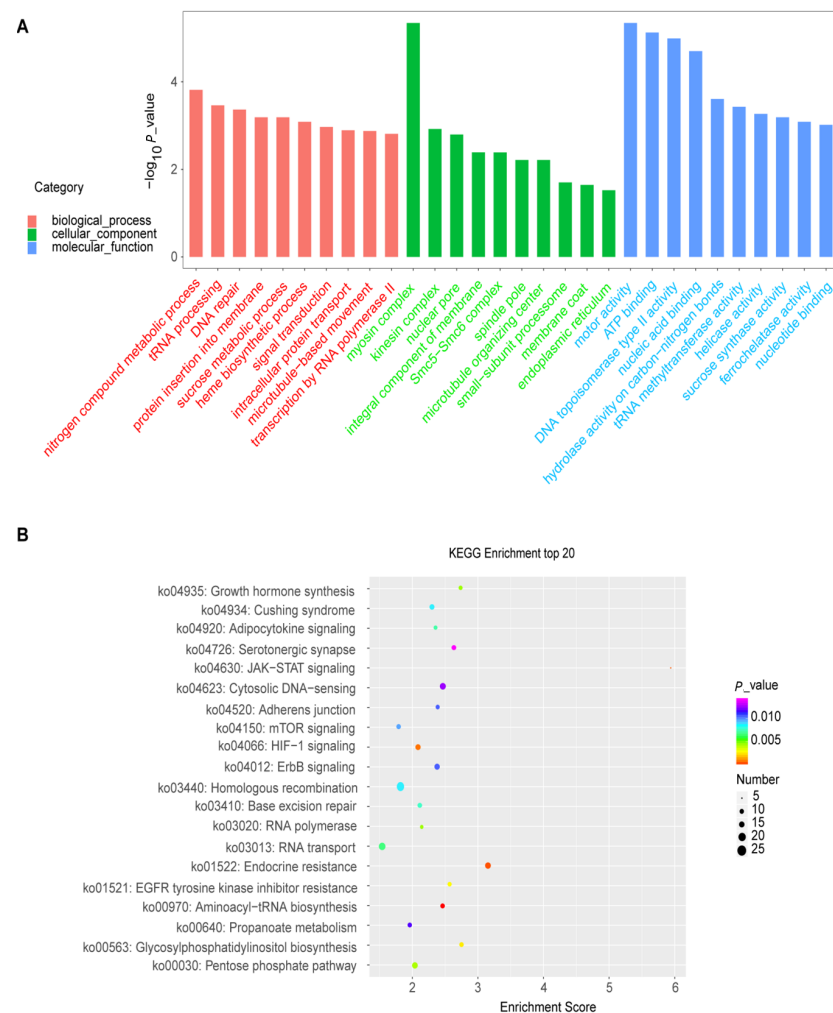 A
−log10 P_value
4
2
0
Category
biological_process
cellular_component
molecular_function
nitrogen compound metabolic process
tRNA processing
DNA repair
protein insertion into membrane
sucrose metabolic process
heme biosynthetic process
signal transduction
intracellular protein transport
microtubule−based movement
transcription by RNA polymerase II
myosin complex
kinesin complex
nuclear pore
integral component of membrane
Smc5−Smc6 complex
spindle pole
microtubule organizing center
small−subunit processome
membrane coat
endoplasmic reticulum
motor activity
ATP binding
DNA topoisomerase type II activity
nucleic acid binding
hydrolase activity on carbon−nitrogen bonds
tRNA methyltransferase activity
helicase activity
sucrose synthase activity
ferrochelatase activity
nucleotide binding
B
KEGG Enrichment top 20
ko04935: Growth hormone synthesis
ko04934: Cushing syndrome
ko04920: Adipocytokine signaling
ko04726: Serotonergic synapse
ko04630: JAK−STAT signaling
ko04623: Cytosolic DNA−sensing
ko04520: Adherens junction
ko04150: mTOR signaling
ko04066: HIF−1 signaling
ko04012: ErbB signaling
ko03440: Homologous recombination
ko03410: Base excision repair
ko03020: RNA polymerase
ko03013: RNA transport
ko01522: Endocrine resistance
ko01521: EGFR tyrosine kinase inhibitor resistance
ko00970: Aminoacyl−tRNA biosynthesis
ko00640: Propanoate metabolism
ko00563: Glycosylphosphatidylinositol biosynthesis
ko00030: Pentose phosphate pathway
2 3 4 5 6
Enrichment Score
P_value
0.010
0.005
Number
5
10
15
20
25